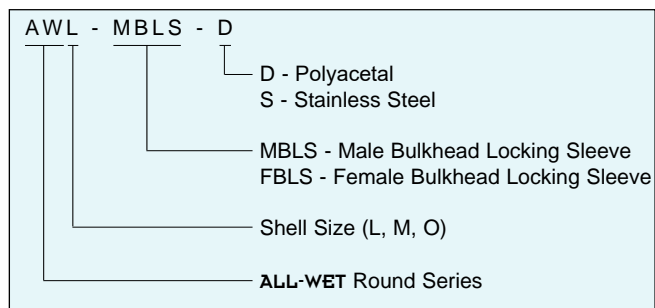 AWL - MBLS - D
D - Polyacetal
S - Stainless Steel
MBLS - Male Bulkhead Locking Sleeve
FBLS - Female Bulkhead Locking Sleeve
Shell Size (L, M, O)
ALL-WET Round Series